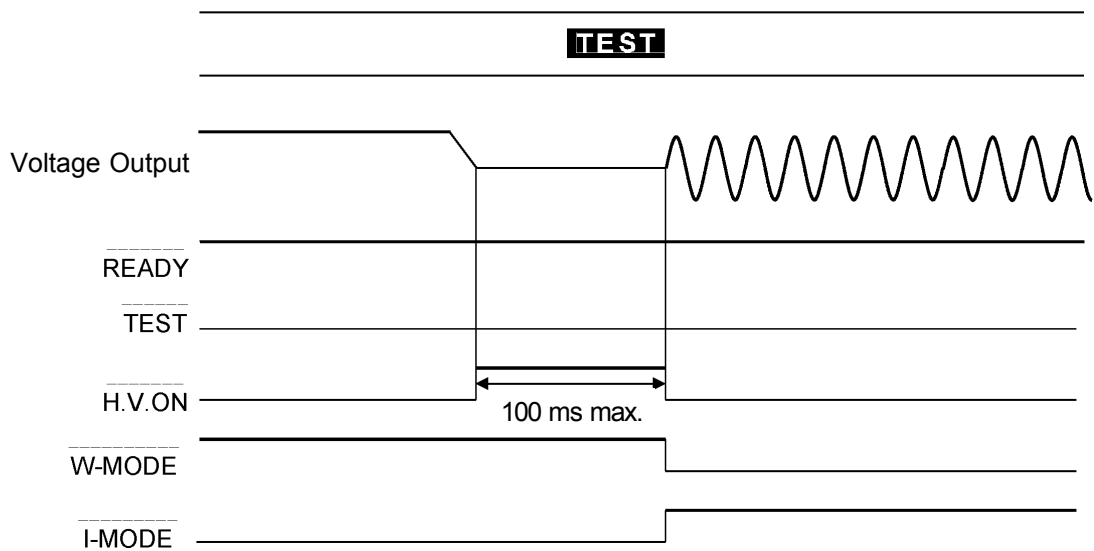 TEST
Voltage Output
READY
TEST
H.V.ON
100 ms max.
W-MODE
I-MODE